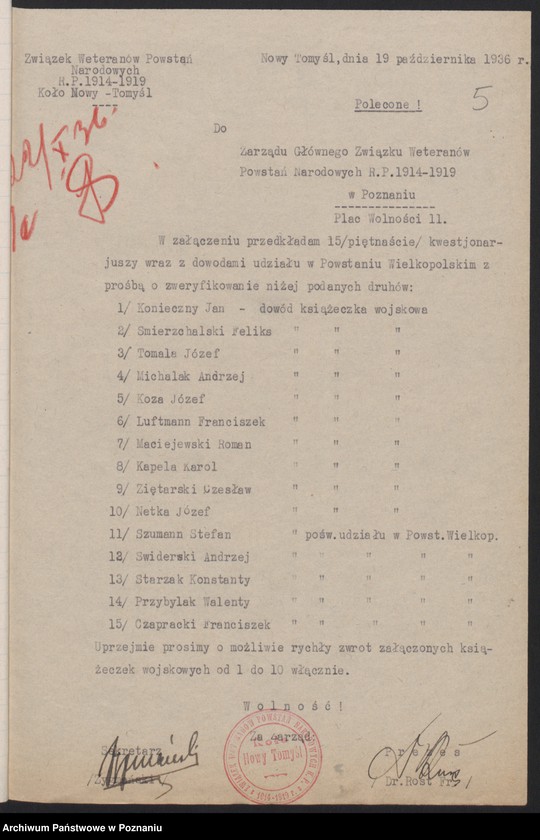 Związek Weteranów Powstań
Narodowych
R.P.1914-1919
Koło Nowy -Tomyśl
Nowy Tomyśl,dnia 19 października 1936 r.
Polecone !
5
Do
Zarządu Głównego Związku Weteranów
Powstań Narodowych R.P.1914-1919
w Poznaniu
Plac Wolności 11.
W załączeniu przedkładam 15/piętnaście/ kwestjonar-
juszy wraz z dowodami udziału w Powstaniu Wielkopolskim z
prośbą o zweryfikowanie niżej podanych druhów:
1/ Konieczny Jan - dowód książeczka wojskowa
2/ Smierzchalski Feliks " " "
3/ Tomala Józef " " "
4/ Michalak Andrzej " " "
5/ Koza Józef " " "
6/ Luftmann Franciszek " " "
7/ Maciejewski Roman " " "
8/ Kapela Karol " " "
9/ Ziętarski Czesław " " "
10/ Netka Józef " " "
11/ Szumann Stefan " pośw.udziału w Powst.Wielkop.
12/ Swiderski Andrzej " " " " "
13/ Starzak Konstanty " " " " "
14/ Przybylak Walenty " " " " "
15/ Czapracki Franciszek " " " " "
Uprzejmie prosimy o możliwie rychły zwrot załączonych ksią-
żeczek wojskowych od 1 do 10 włącznie.
Wolność!
Za Zarząd
Sekretarz
Prezes
Nowy Tomyśl
Dr.Rost Fr.
Archiwum Państwowe w Poznaniu